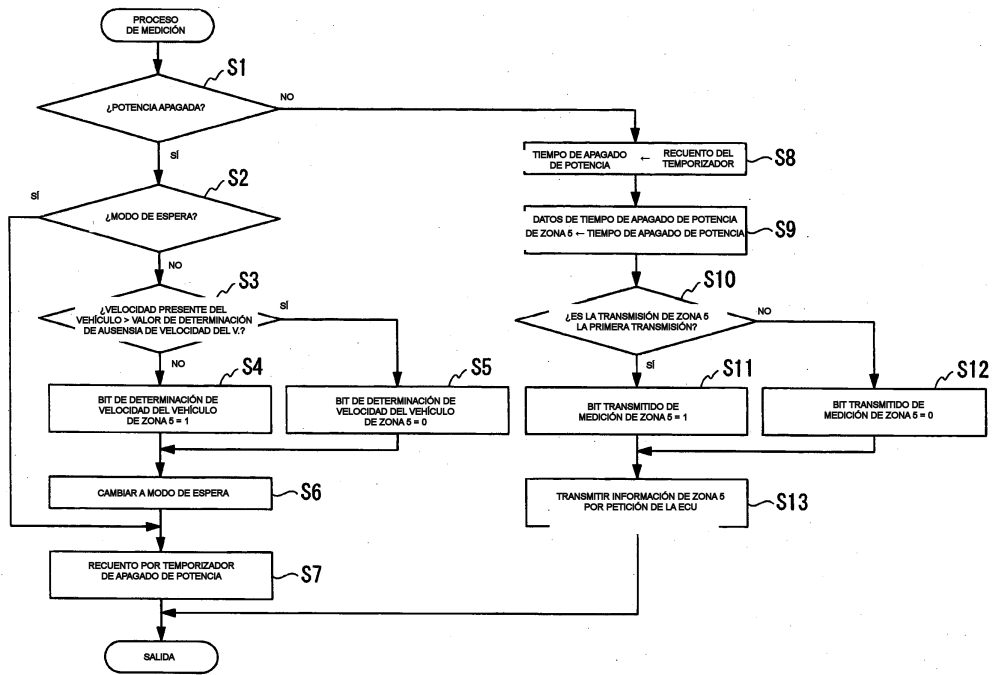 PROCESO
DE MEDICIÓN
S1
¿POTENCIA APAGADA?
NO
SÍ
S2
SÍ
¿MODO DE ESPERA?
NO
S3
¿VELOCIDAD PRESENTE DEL
VEHÍCULO > VALOR DE DETERMINACIÓN
DE AUSENSIA DE VELOCIDAD DEL V.?
SÍ
NO
S4
BIT DE DETERMINACIÓN DE
VELOCIDAD DEL VEHÍCULO
DE ZONA 5 = 1
S5
BIT DE DETERMINACIÓN DE
VELOCIDAD DEL VEHÍCULO
DE ZONA 5 = 0
CAMBIAR A MODO DE ESPERA
S6
RECUENTO POR TEMPORIZADOR
DE APAGADO DE POTENCIA
S7
SALIDA
TIEMPO DE APAGADO
DE POTENCIA
←
RECUENTO DEL
TEMPORIZADOR
S8
DATOS DE TIEMPO DE APAGADO DE POTENCIA
DE ZONA 5 ← TIEMPO DE APAGADO DE POTENCIA
S9
S10
¿ES LA TRANSMISIÓN DE ZONA 5
LA PRIMERA TRANSMISIÓN?
NO
SÍ
S11
BIT TRANSMITIDO DE
MEDICIÓN DE ZONA 5 = 1
S12
BIT TRANSMITIDO DE
MEDICIÓN DE ZONA 5 = 0
TRANSMITIR INFORMACIÓN DE ZONA 5
POR PETICIÓN DE LA ECU
S13